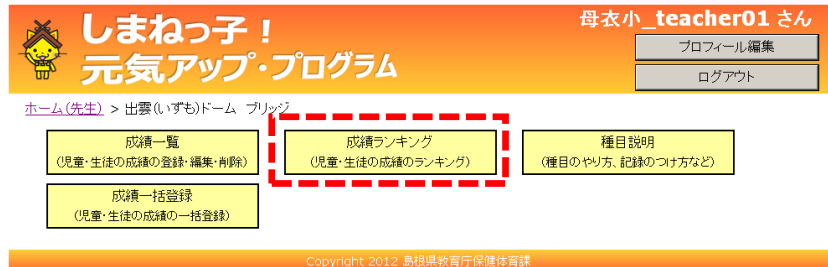 しまねっ子！
元気アップ・プログラム
母衣小_teacher01 さん
プロフィール編集
ログアウト
ホーム(先生) > 出雲(いずも)ドーム ブリッジ
成績一覧
(児童・生徒の成績の登録・編集・削除)
成績ランキング
(児童・生徒の成績のランキング)
種目説明
(種目のやり方、記録のつけ方など)
成績一括登録
(児童・生徒の成績の一括登録)
Copyright 2012 島根県教育庁保健体育課